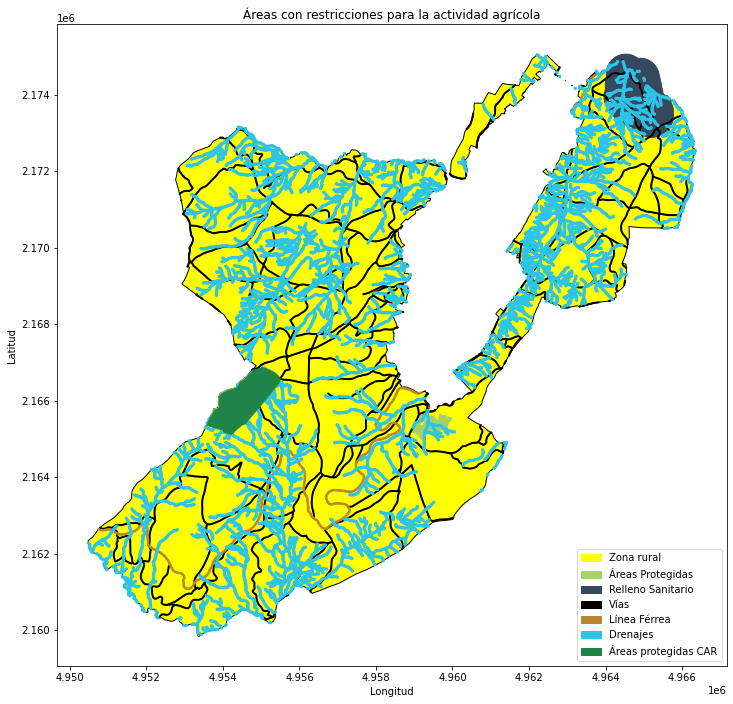 Áreas con restricciones para la actividad agrícola
1e6
2.174
2.172
2.170
2.168
2.166
2.164
2.162
2.160
Latitud
4.950
4.952
4.954
4.956
4.958
4.960
4.962
4.964
4.966
1e6
Longitud
Zona rural
Áreas Protegidas
Relleno Sanitario
Vías
Línea Férrea
Drenajes
Áreas protegidas CAR